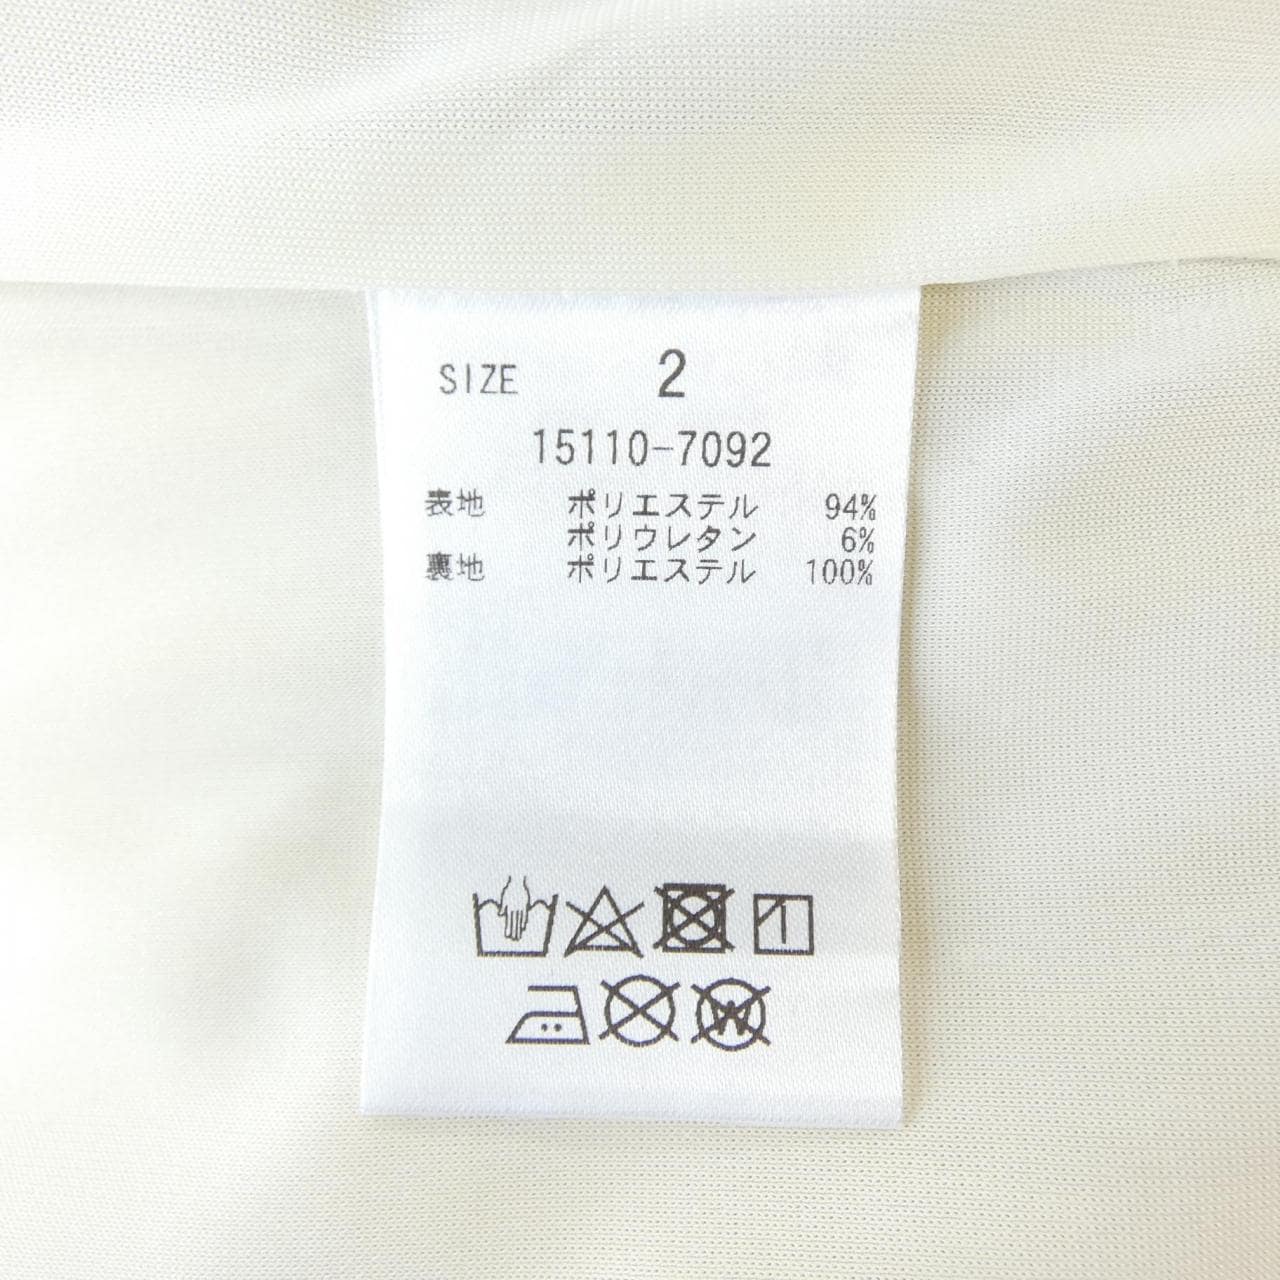 SIZE 2
15110-7092
表地 ポリエステル 94%
ポリウレタン 6%
裏地 ポリエステル 100%
W